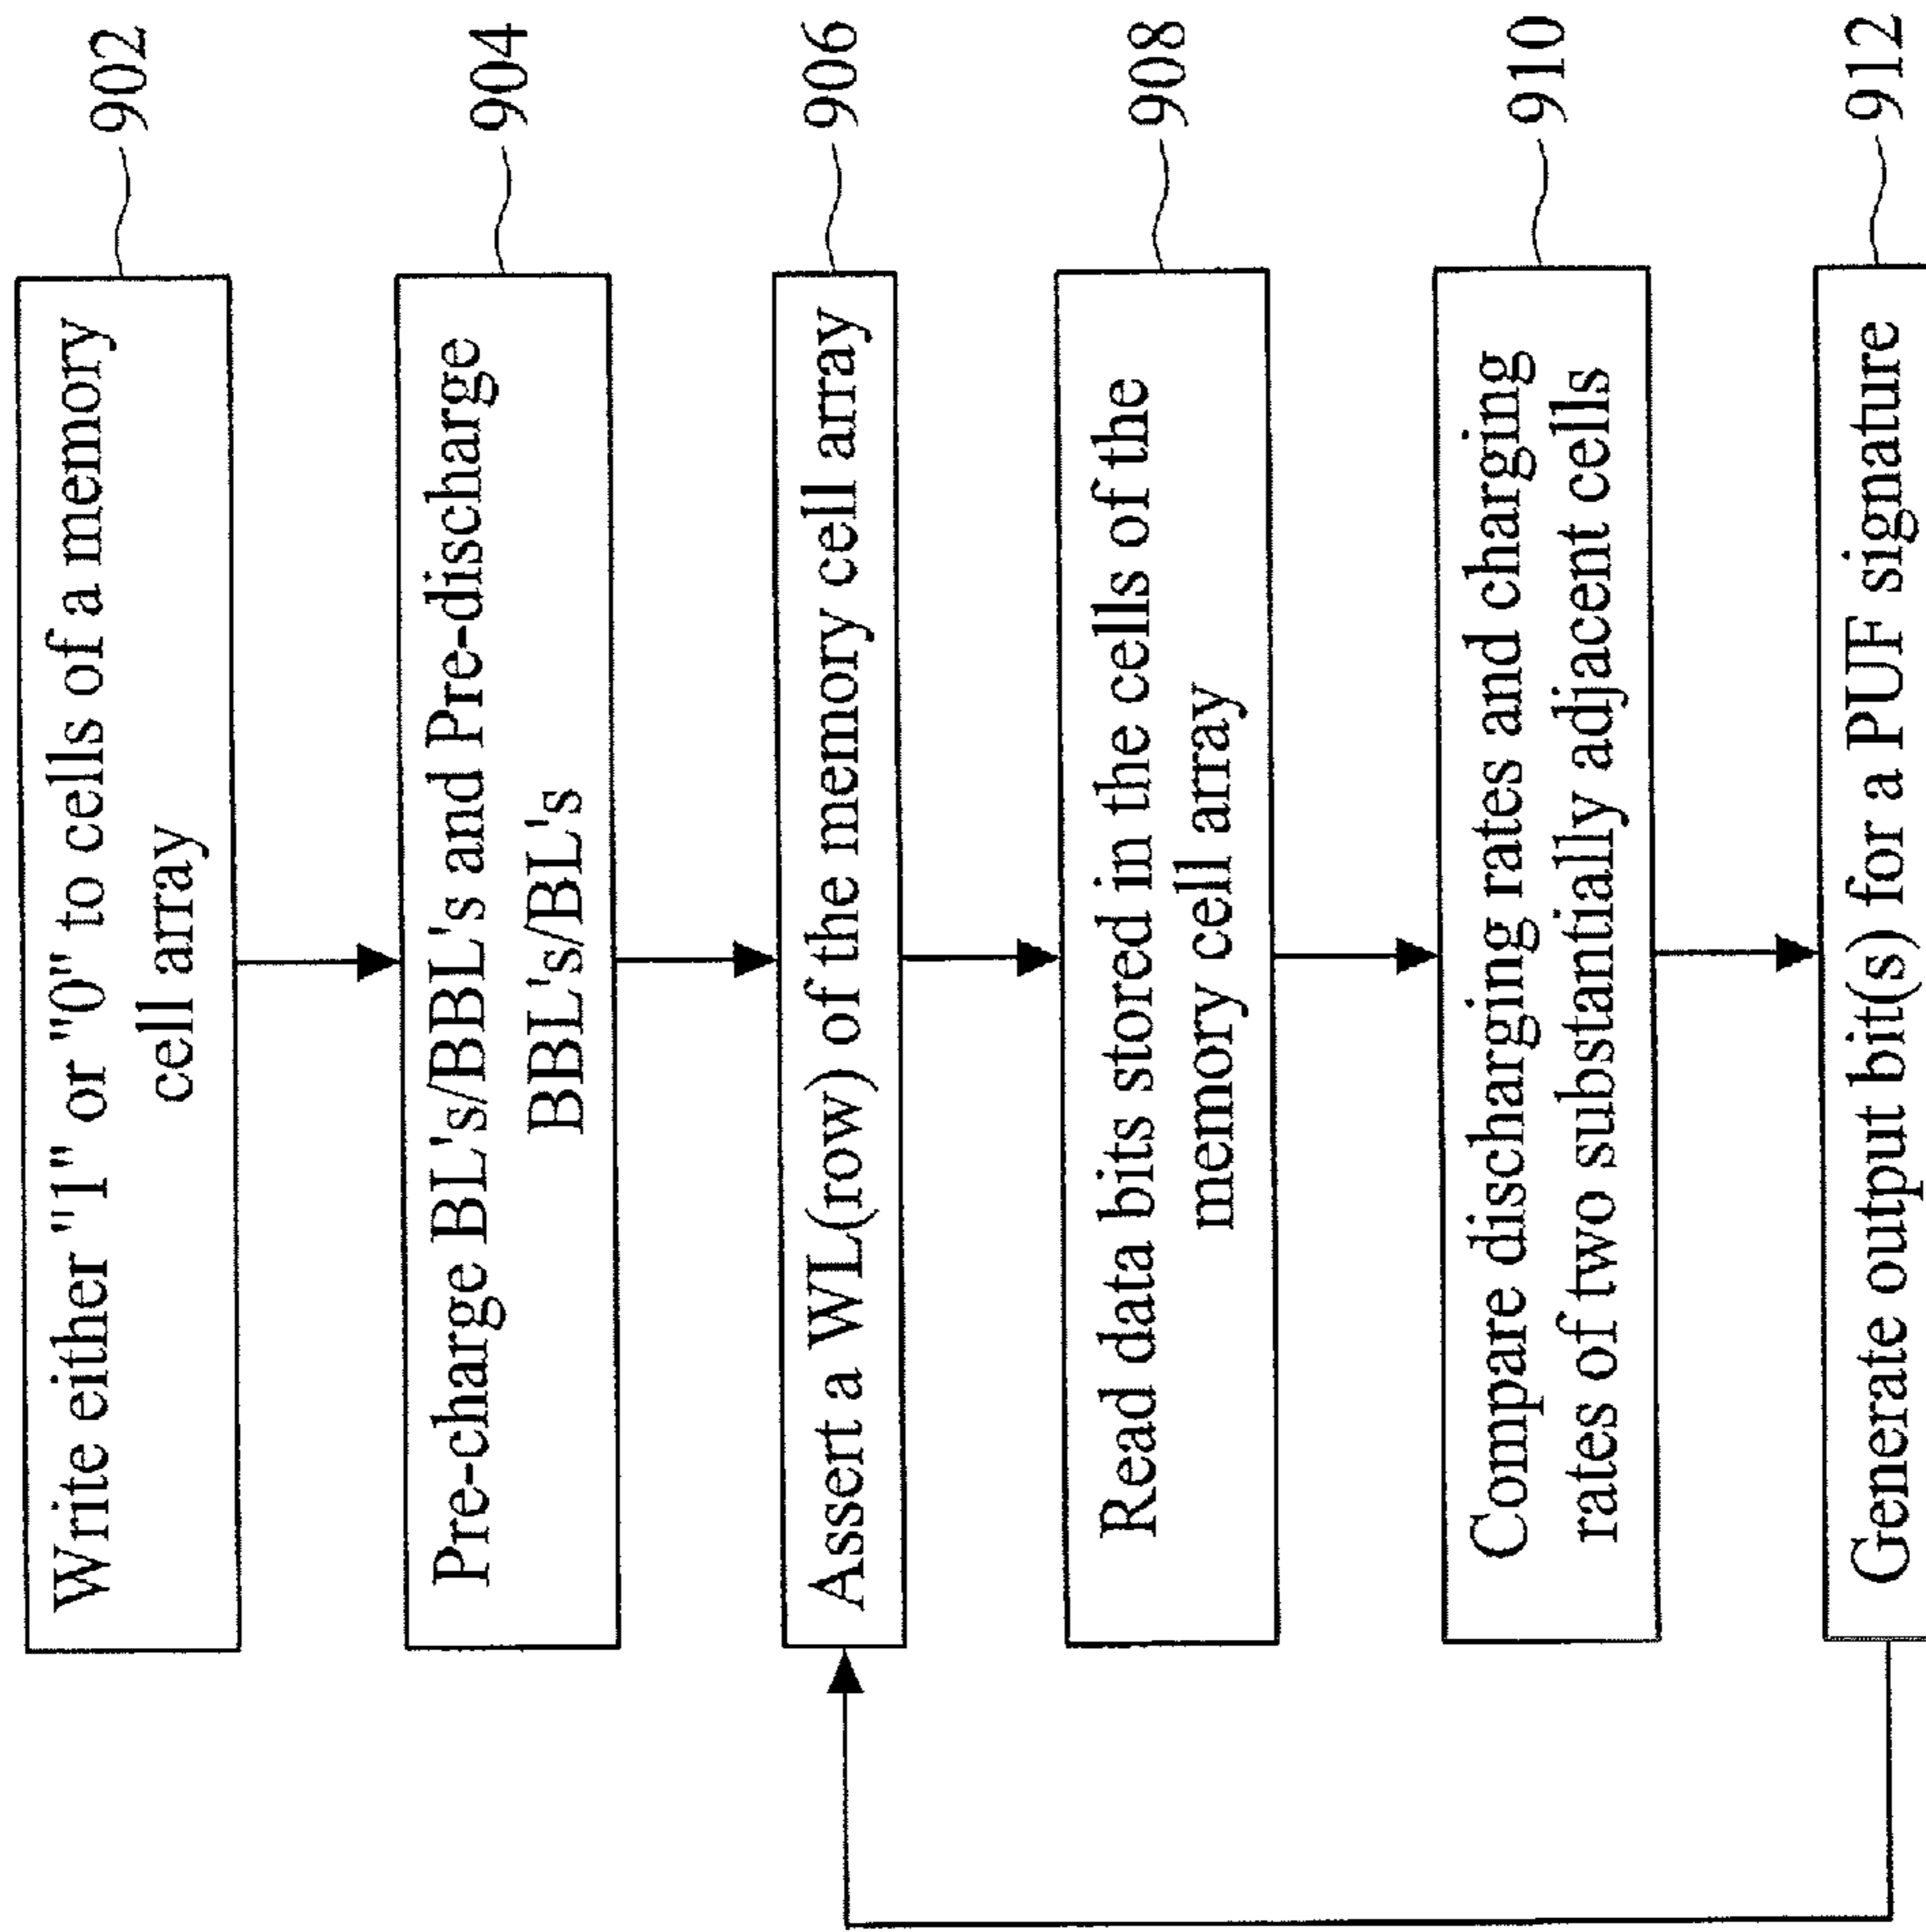 Write either "1" or "0" to cells of a memory
cell array
902
Pre-charge BL's/BBL's and Pre-discharge
BBL's/BL's
904
Assert a WL(row) of the memory cell array
906
Read data bits stored in the cells of the
memory cell array
908
Compare discharging rates and charging
rates of two substantially adjacent cells
910
Generate output bit(s) for a PUF signature
912